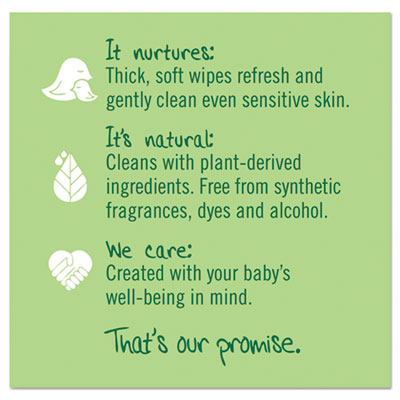 It nurtures:
Thick, soft wipes refresh and
gently clean even sensitive skin.
It's natural:
Cleans with plant-derived
ingredients. Free from synthetic
fragrances, dyes and alcohol.
We care:
Created with your baby's
well-being in mind.
That's our promise.